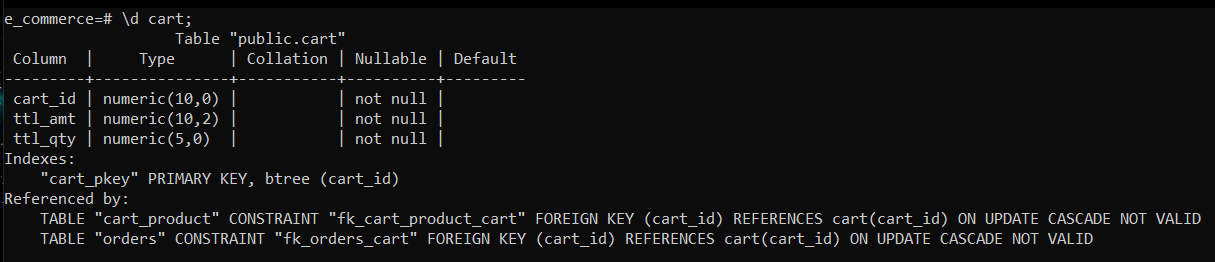 e_commerce=# \d cart;
                   Table "public.cart"
 Column  |     Type      | Collation | Nullable | Default
---------+---------------+-----------+----------+---------
 cart_id | numeric(10,0) |           | not null |
 ttl_amt | numeric(10,2) |           | not null |
 ttl_qty | numeric(5,0)  |           | not null |
Indexes:
    "cart_pkey" PRIMARY KEY, btree (cart_id)
Referenced by:
    TABLE "cart_product" CONSTRAINT "fk_cart_product_cart" FOREIGN KEY (cart_id) REFERENCES cart(cart_id) ON UPDATE CASCADE NOT VALID
    TABLE "orders" CONSTRAINT "fk_orders_cart" FOREIGN KEY (cart_id) REFERENCES cart(cart_id) ON UPDATE CASCADE NOT VALID